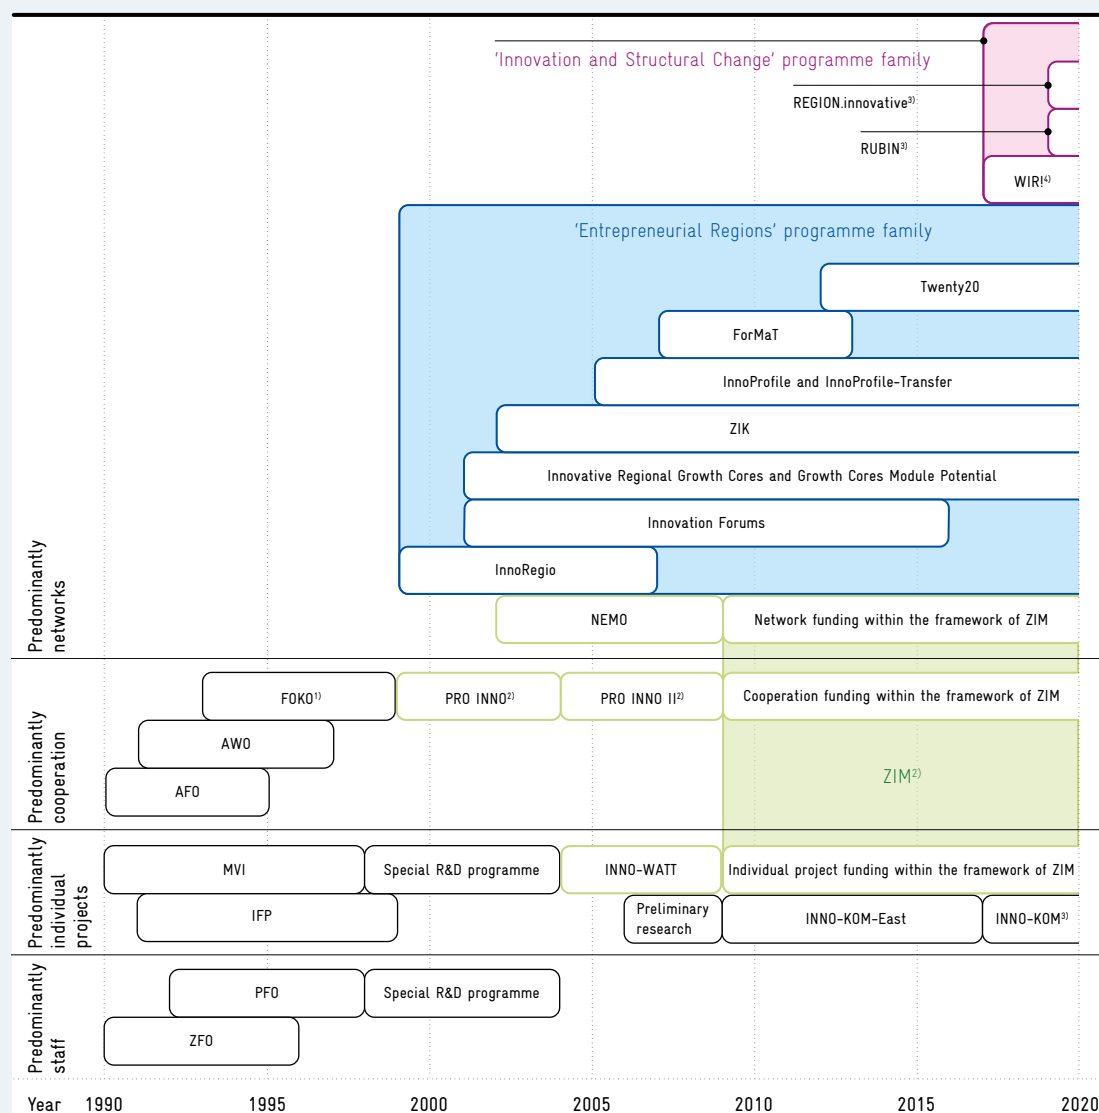 'Innovation and Structural Change' programme family
REGION.innovative³⁾
RUBIN³⁾
WIR!⁴⁾
'Entrepreneurial Regions' programme family
Twenty20
ForMaT
InnoProfile and InnoProfile-Transfer
ZIK
Innovative Regional Growth Cores and Growth Cores Module Potential
Innovation Forums
InnoRegio
Predominantly
networks
NEMO
Network funding within the framework of ZIM
Predominantly
cooperation
FOKO¹⁾
PRO INNO²⁾
PRO INNO II²⁾
Cooperation funding within the framework of ZIM
AWO
AFO
ZIM²⁾
Predominantly
individual
projects
MVI
Special R&D programme
INNO-WATT
Individual project funding within the framework of ZIM
IFP
Preliminary
research
INNO-KOM-East
INNO-KOM³⁾
Predominantly
staff
PFO
Special R&D programme
ZFO
Year 1990 1995 2000 2005 2010 2015 2020